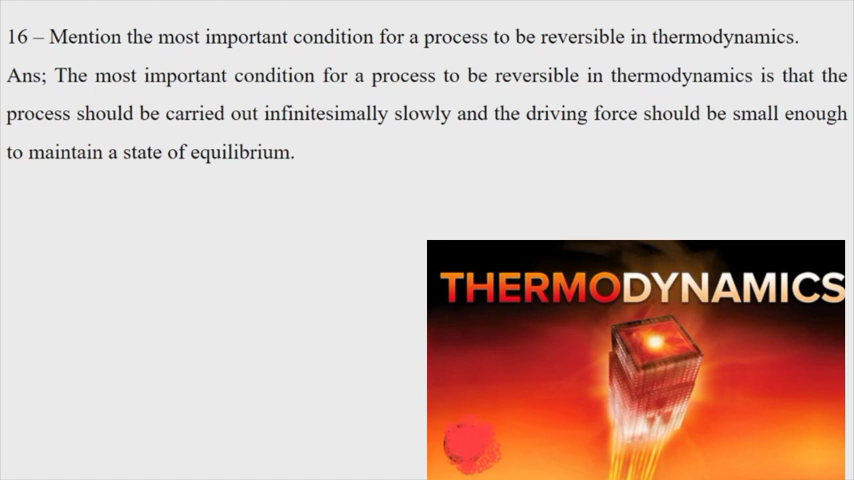 16 – Mention the most important condition for a process to be reversible in thermodynamics.
Ans; The most important condition for a process to be reversible in thermodynamics is that the
process should be carried out infinitesimally slowly and the driving force should be small enough
to maintain a state of equilibrium.
THERMODYNAMICS